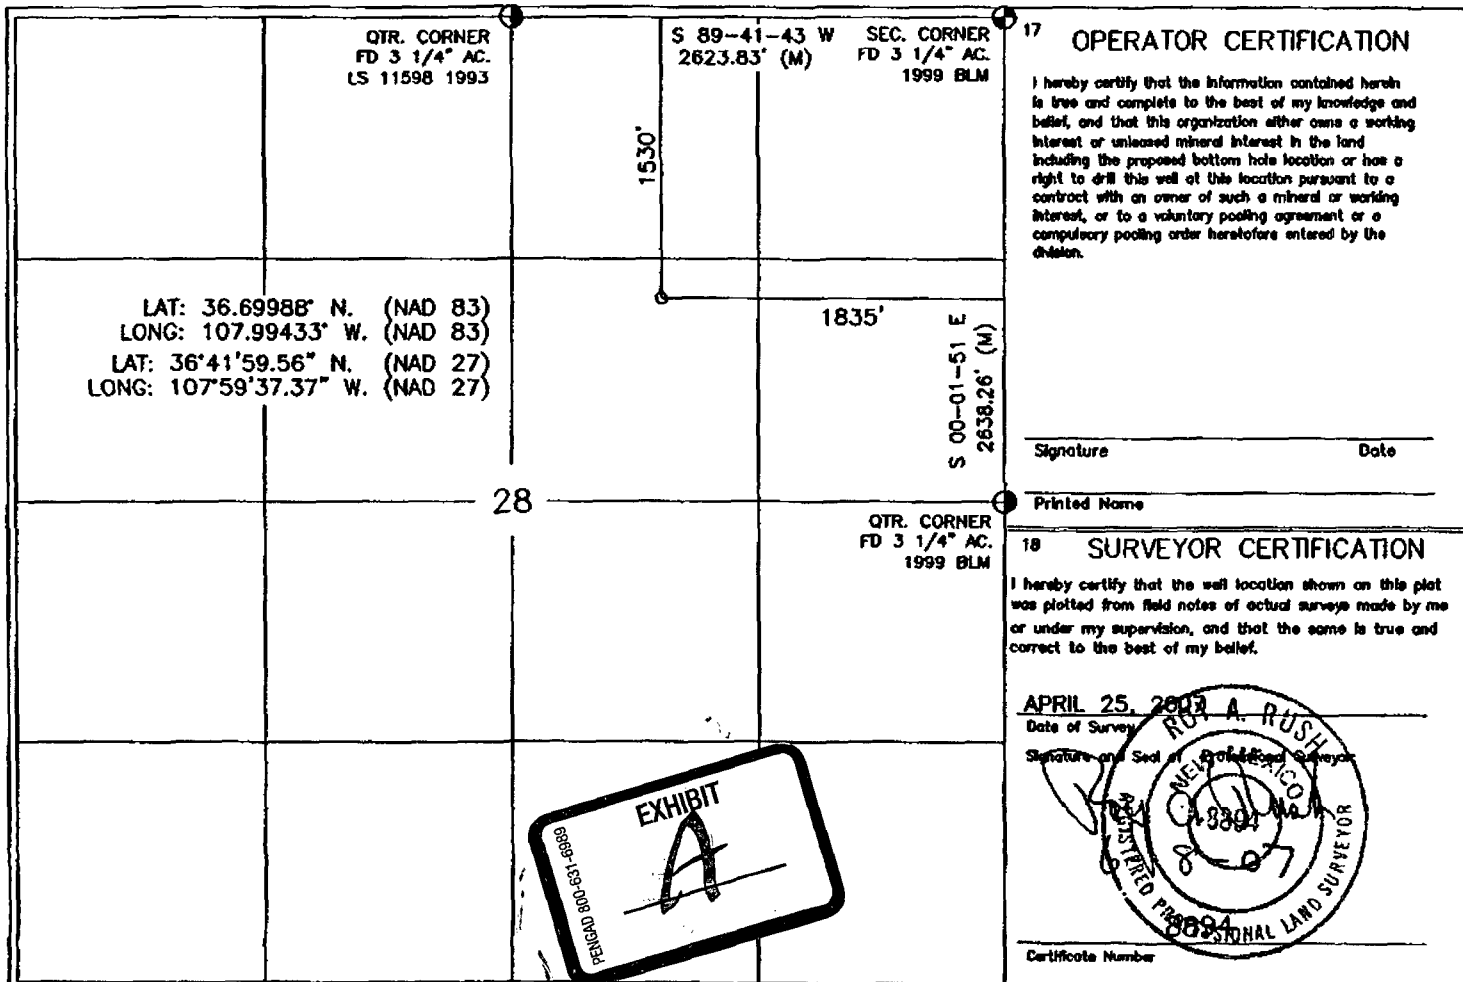 QTR. CORNER
FD 3 1/4" AC.
LS 11598 1993
S 89-41-43 W
2623.83' (M)
SEC. CORNER
FD 3 1/4" AC.
1999 BLM
1530'
1835'
LAT: 36.69988° N. (NAD 83)
LONG: 107.99433° W. (NAD 83)
LAT: 36°41'59.56" N. (NAD 27)
LONG: 107°59'37.37" W. (NAD 27)
S 00-01-51 E
2638.26' (M)
28
QTR. CORNER
FD 3 1/4" AC.
1999 BLM
EXHIBIT
A
PENGAD 800-631-6989
17
OPERATOR CERTIFICATION
I hereby certify that the information contained herein
is true and complete to the best of my knowledge and
belief, and that this organization either owns a working
interest or unleased mineral interest in the land
including the proposed bottom hole location or has a
right to drill this well at this location pursuant to a
contract with an owner of such a mineral or working
interest, or to a voluntary pooling agreement or a
compulsory pooling order heretofore entered by the
division.
Signature Date
Printed Name
18
SURVEYOR CERTIFICATION
I hereby certify that the well location shown on this plat
was plotted from field notes of actual surveys made by me
or under my supervision, and that the same is true and
correct to the best of my belief.
APRIL 25, 2007
Date of Survey
Signature and Seal of Professional Surveyor:
ROY A. RUSH
NEW MEXICO
8894
REGISTERED PROFESSIONAL LAND SURVEYOR
8894
Certificate Number